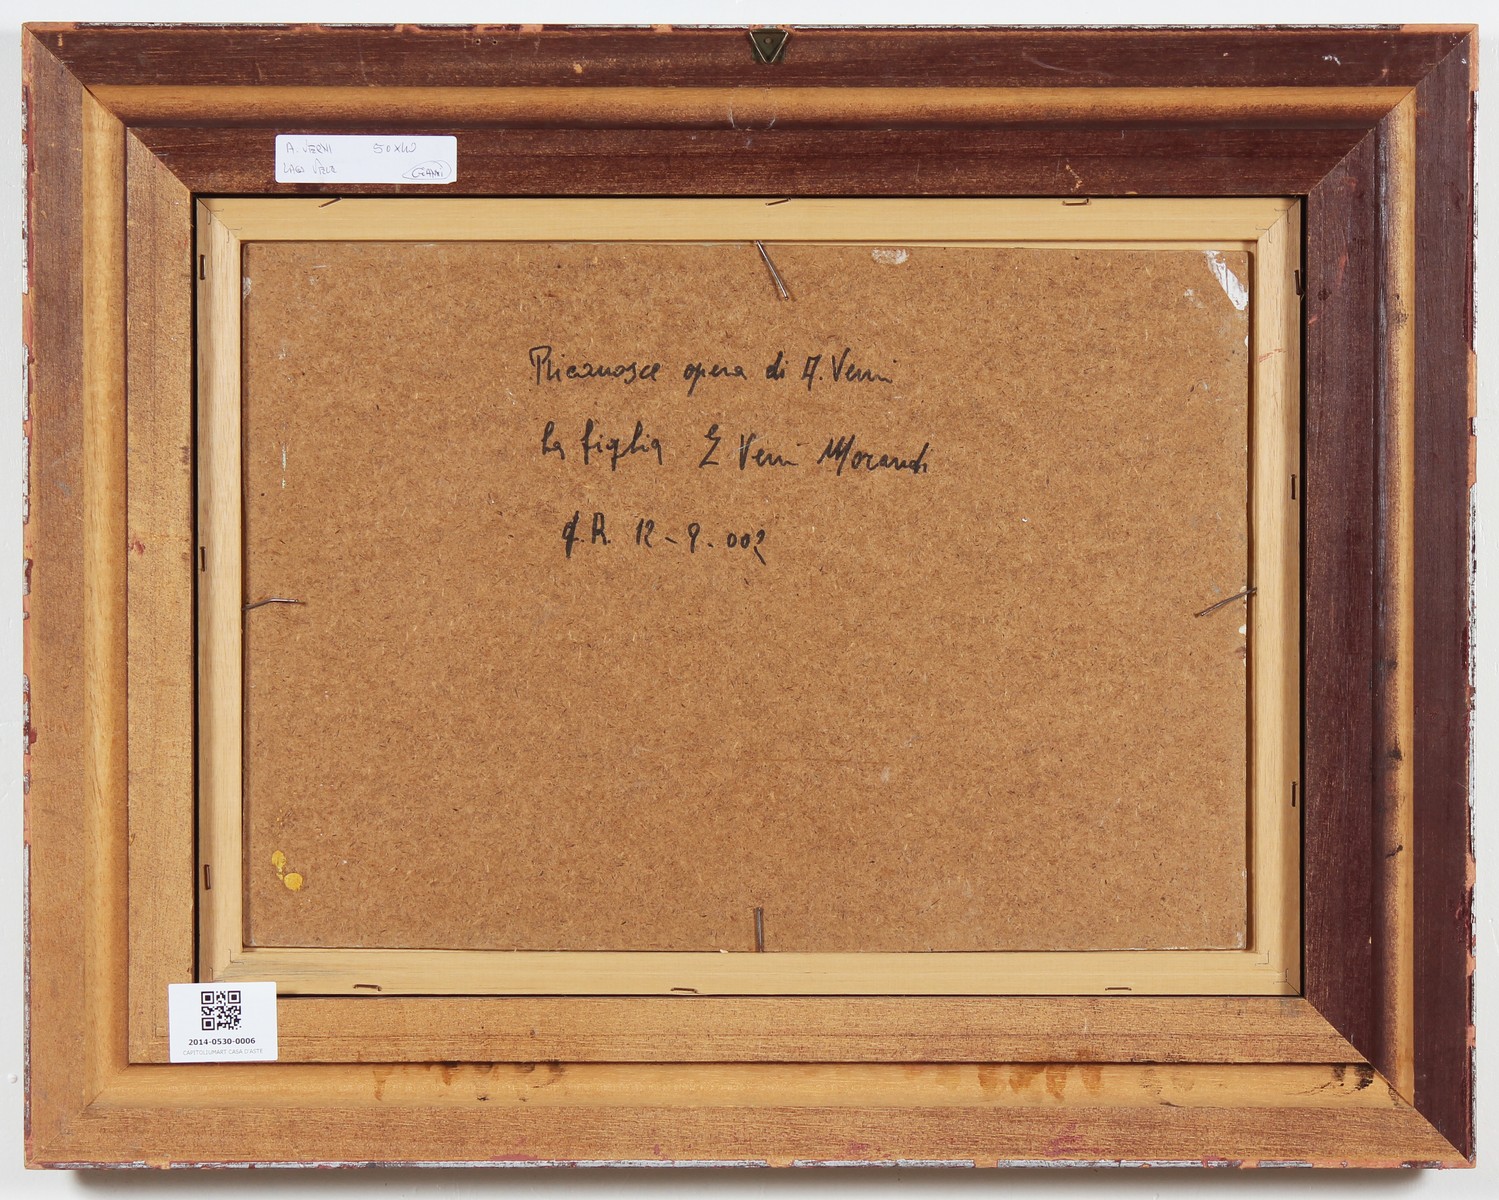 A. VERNI 50x40
Riconosce opera di A. Verni
la figlia E Verni Morandi
12-9-002
2014-0530-0006
CAPITOLIUMART CASA D'ASTE